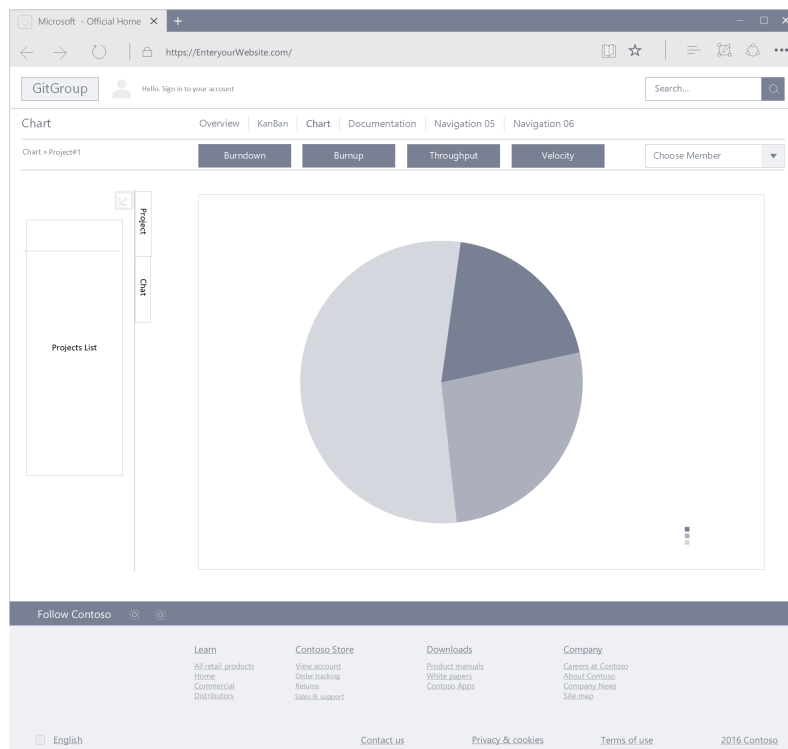 Microsoft - Official Home
https://EnteryourWebsite.com/
GitGroup
Hello. Sign in to your account
Search...
Chart
Overview
KanBan
Chart
Documentation
Navigation 05
Navigation 06
Chart > Project#1
Burndown
Burnup
Throughput
Velocity
Choose Member
Project
Chat
Projects List
Follow Contoso
Learn
All retail products
Home
Commercial
Distributors
Contoso Store
View account
Order tracking
Returns
Sales & support
Downloads
Product manuals
White papers
Contoso Apps
Company
Careers at Contoso
About Contoso
Company News
Site map
English
Contact us
Privacy & cookies
Terms of use
2016 Contoso